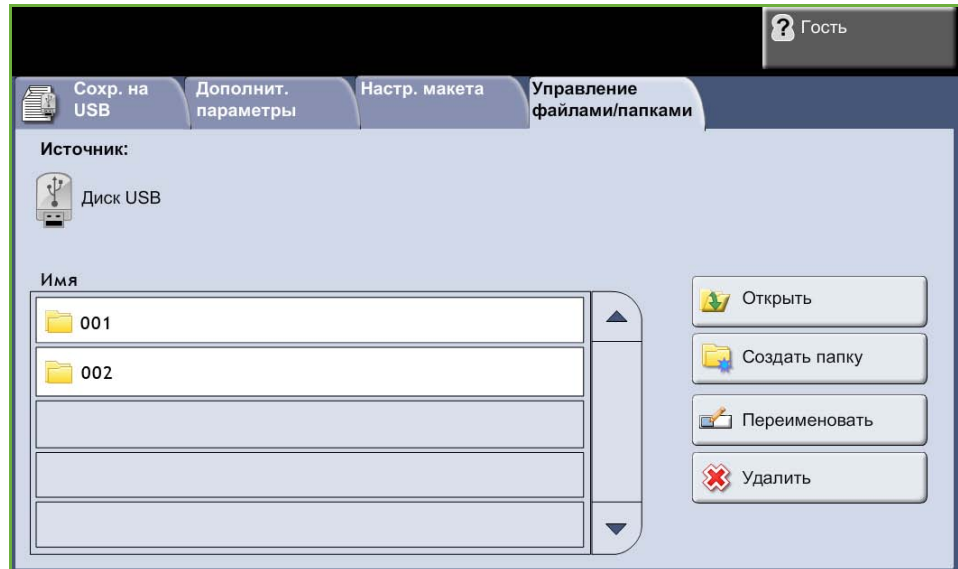 Гость
Сохр. на
USB
Дополнит.
параметры
Настр. макета
Управление
файлами/папками
Источник:
Диск USB
Имя
001
002
Открыть
Создать папку
Переименовать
Удалить